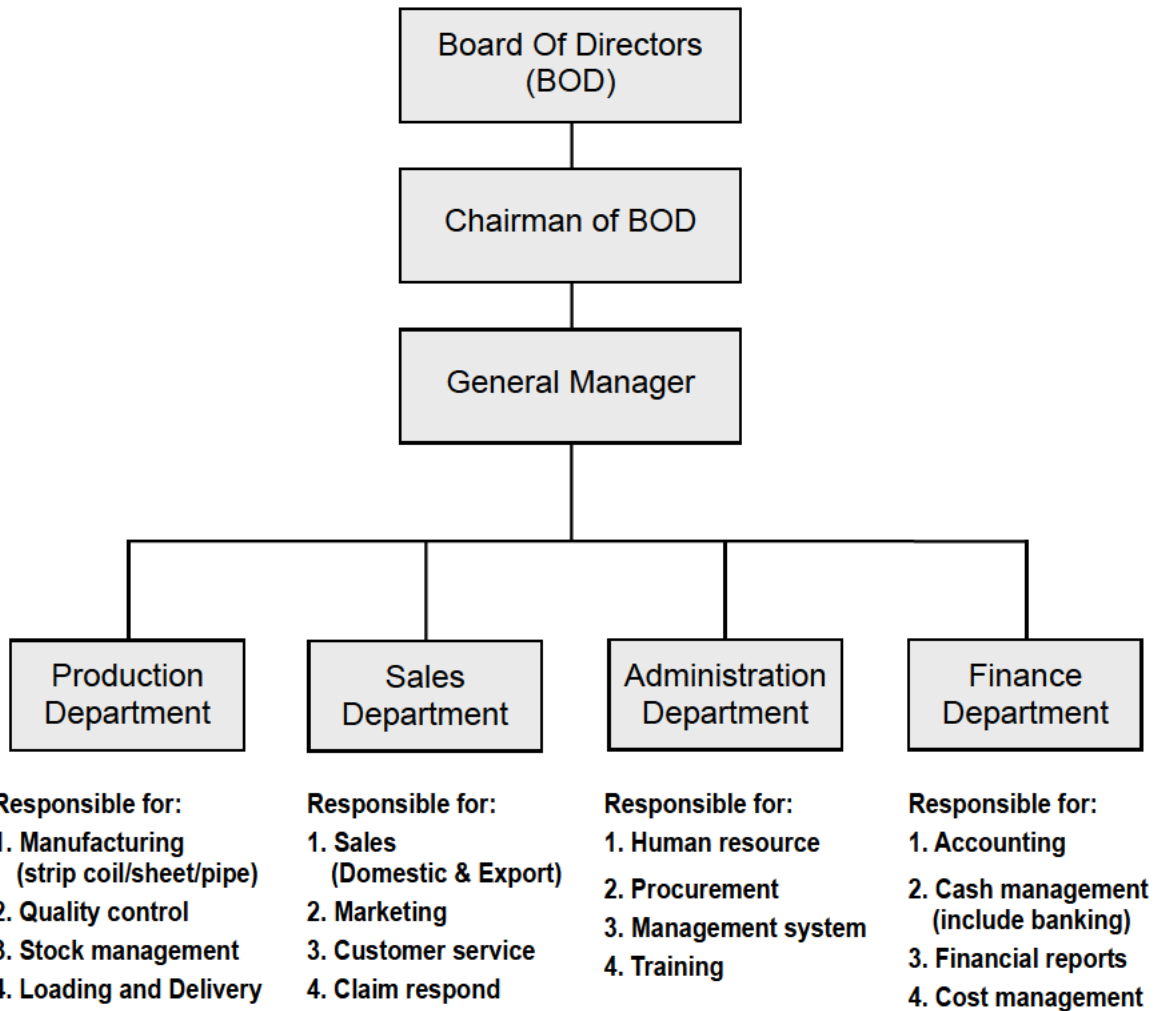 Board Of Directors
(BOD)
Chairman of BOD
General Manager
Production
Department
Sales
Department
Administration
Department
Finance
Department
Responsible for:
1. Manufacturing
(strip coil/sheet/pipe)
2. Quality control
3. Stock management
4. Loading and Delivery
Responsible for:
1. Sales
(Domestic & Export)
2. Marketing
3. Customer service
4. Claim respond
Responsible for:
1. Human resource
2. Procurement
3. Management system
4. Training
Responsible for:
1. Accounting
2. Cash management
(include banking)
3. Financial reports
4. Cost management